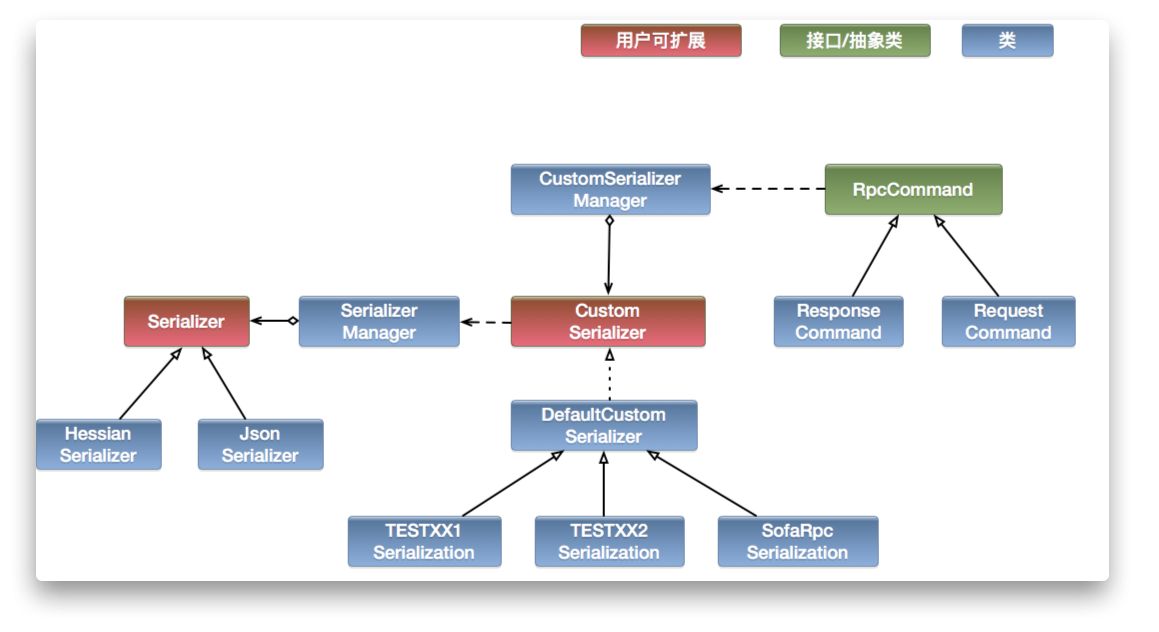 用户可扩展
接口/抽象类
类
CustomSerializer
Manager
RpcCommand
Serializer
Serializer
Manager
Custom
Serializer
Response
Command
Request
Command
Hessian
Serializer
Json
Serializer
DefaultCustom
Serializer
TESTXX1
Serialization
TESTXX2
Serialization
SofaRpc
Serialization